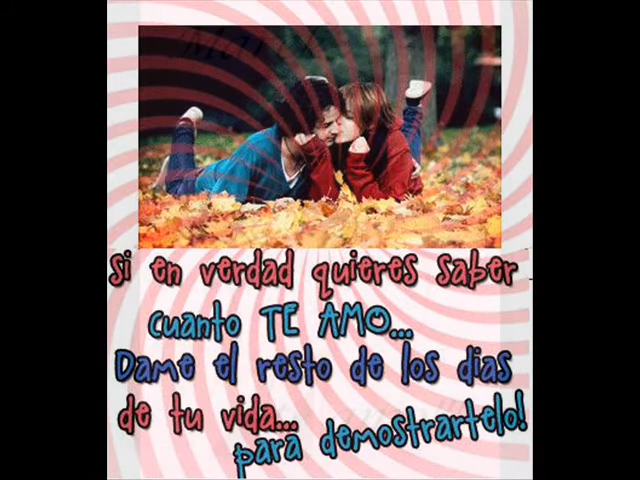 si en verdad quieres saber
cuanto TE AMO...
Dame el resto de los dias
de tu vida...
para demostrartelo!